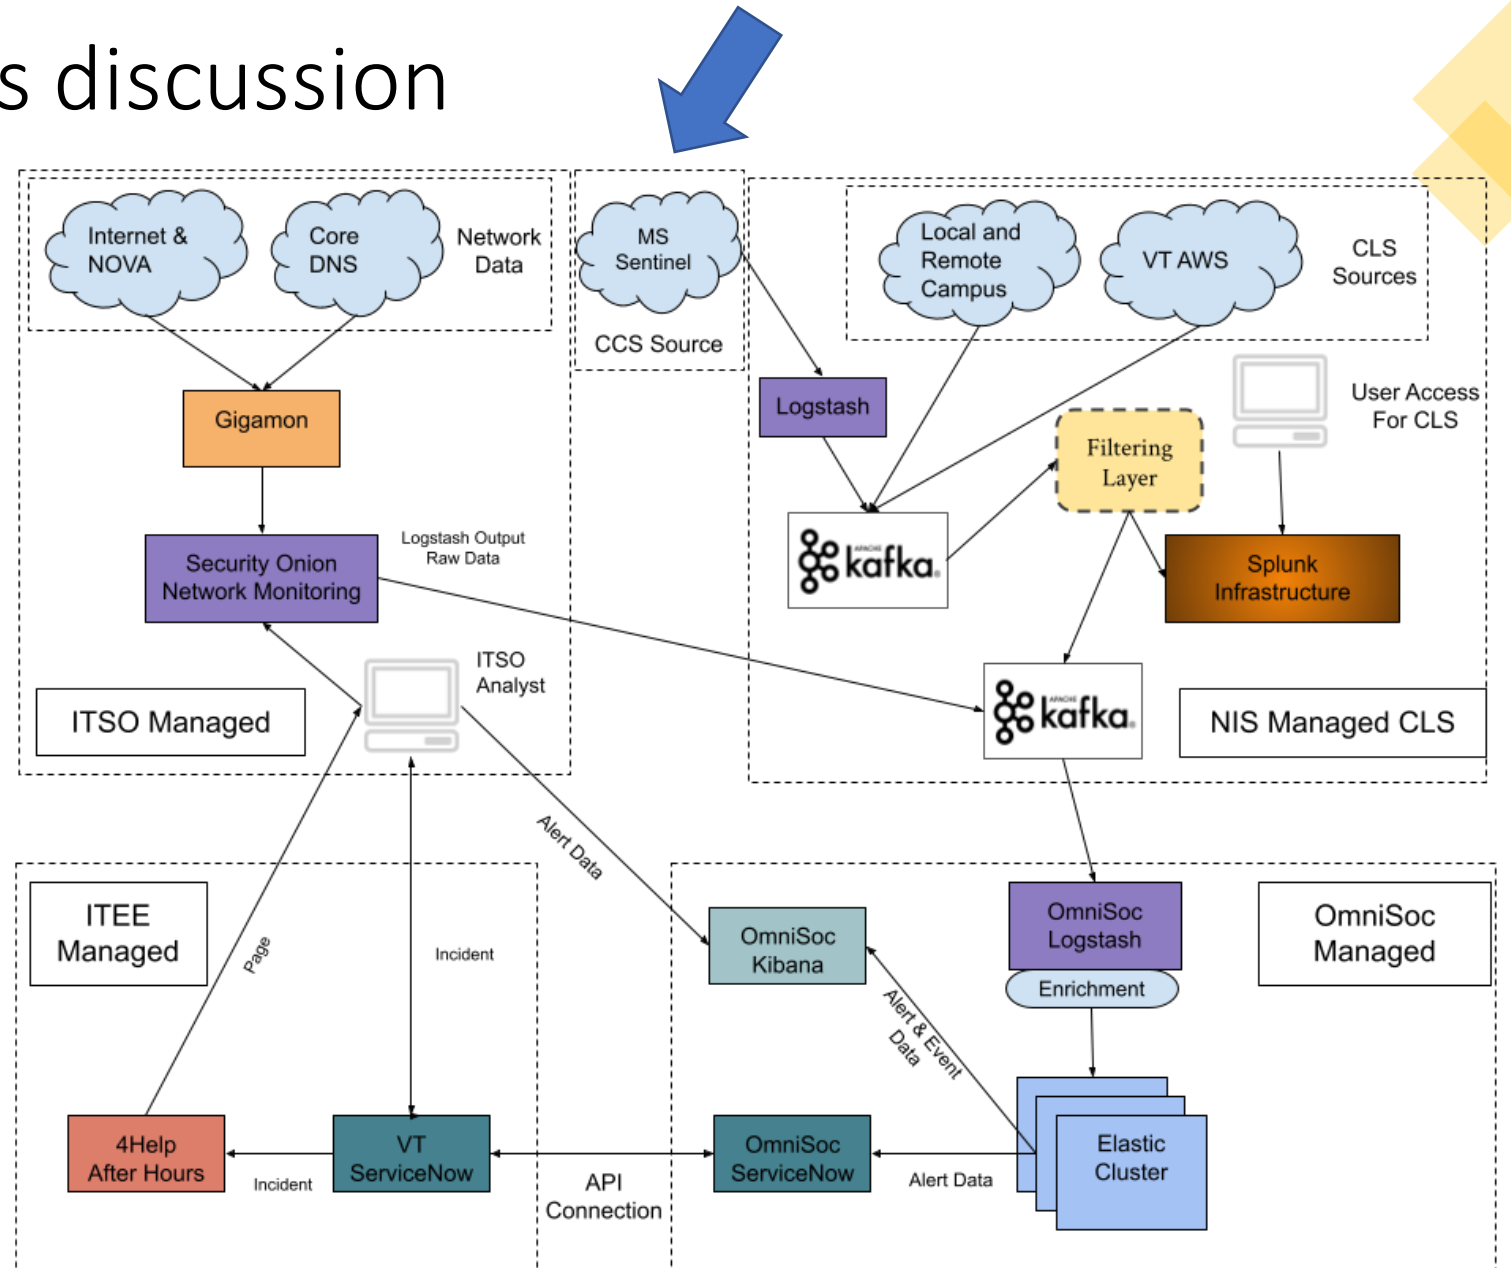 s discussion
Internet &
NOVA
Core
DNS
Network
Data
MS
Sentinel
CCS Source
Local and
Remote
Campus
VT AWS
CLS
Sources
Gigamon
Logstash
User Access
For CLS
Filtering
Layer
Security Onion
Network Monitoring
Logstash Output
Raw Data
APACHE
kafka®
Splunk
Infrastructure
ITSO
Analyst
ITSO Managed
APACHE
kafka®
NIS Managed CLS
Alert Data
ITEE
Managed
Page
Incident
OmniSoc
Kibana
OmniSoc
Logstash
Enrichment
OmniSoc
Managed
Alert & Event
Data
4Help
After Hours
Incident
VT
ServiceNow
API
Connection
OmniSoc
ServiceNow
Alert Data
Elastic
Cluster